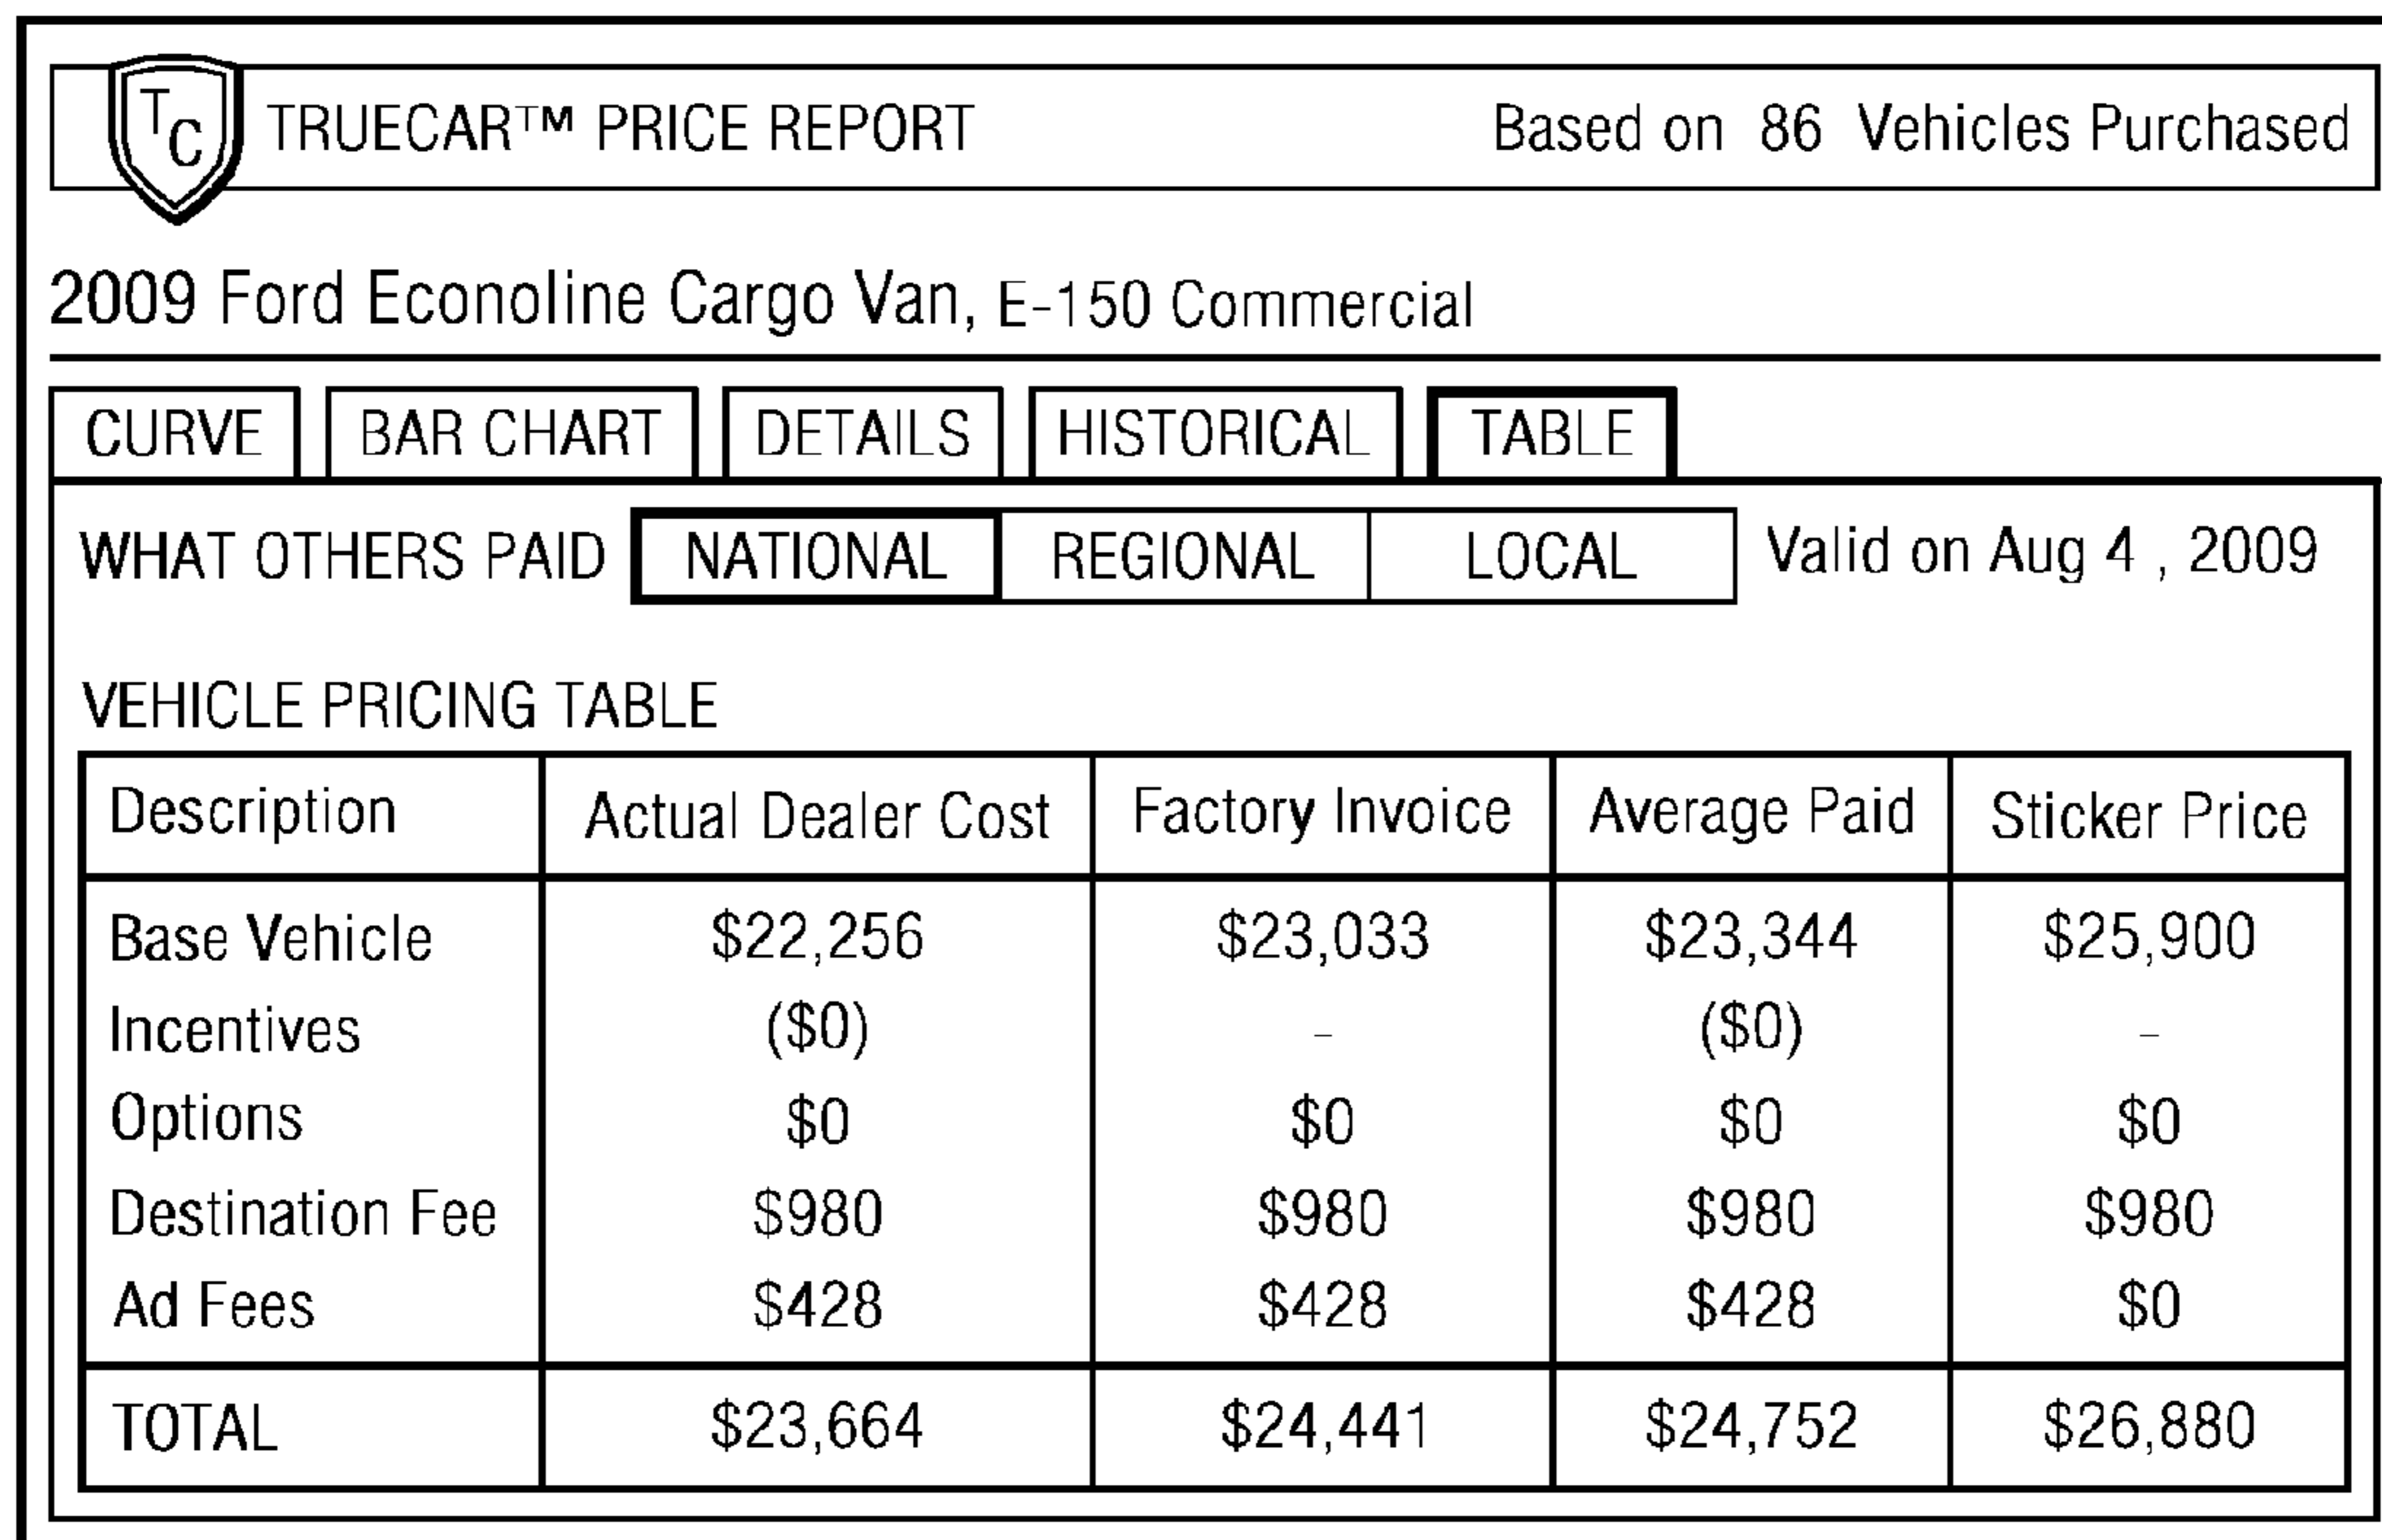 TC TRUECAR™ PRICE REPORT Based on 86 Vehicles Purchased
2009 Ford Econoline Cargo Van, E-150 Commercial
CURVE BAR CHART DETAILS HISTORICAL TABLE
WHAT OTHERS PAID NATIONAL REGIONAL LOCAL Valid on Aug 4 , 2009
VEHICLE PRICING TABLE
Description Actual Dealer Cost Factory Invoice Average Paid Sticker Price
Base Vehicle $22,256 $23,033 $23,344 $25,900
Incentives ($0) - ($0) -
Options $0 $0 $0 $0
Destination Fee $980 $980 $980 $980
Ad Fees $428 $428 $428 $0
TOTAL $23,664 $24,441 $24,752 $26,880